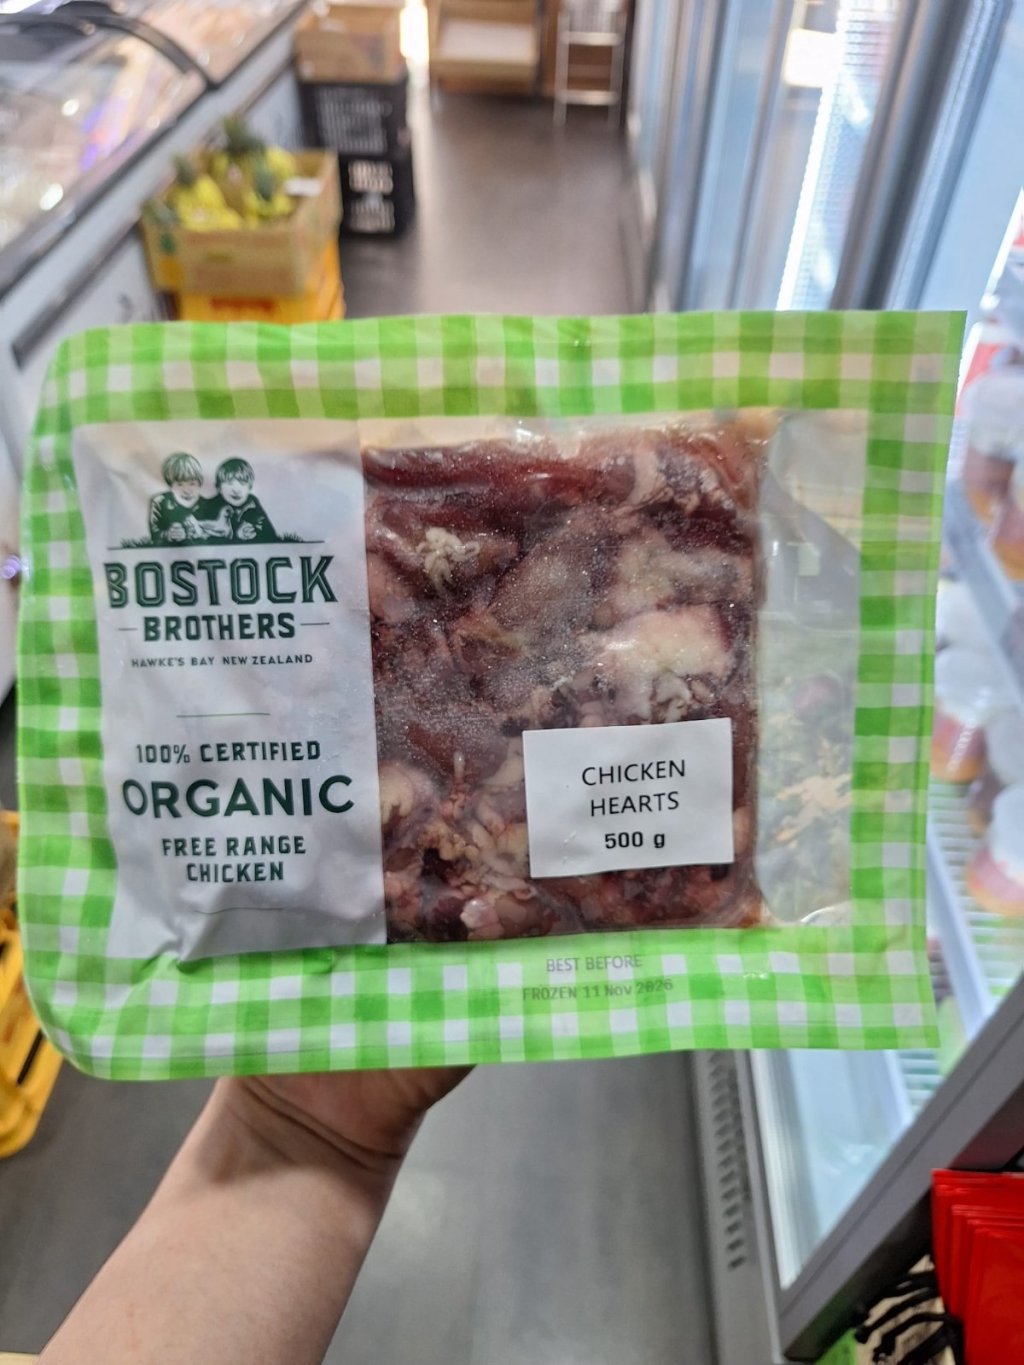 BOSTOCK
BROTHERS
HAWKE'S BAY NEW ZEALAND
100% CERTIFIED
ORGANIC
FREE RANGE
CHICKEN
CHICKEN
HEARTS
500 g
BEST BEFORE
FROZEN 11 Nov 2026